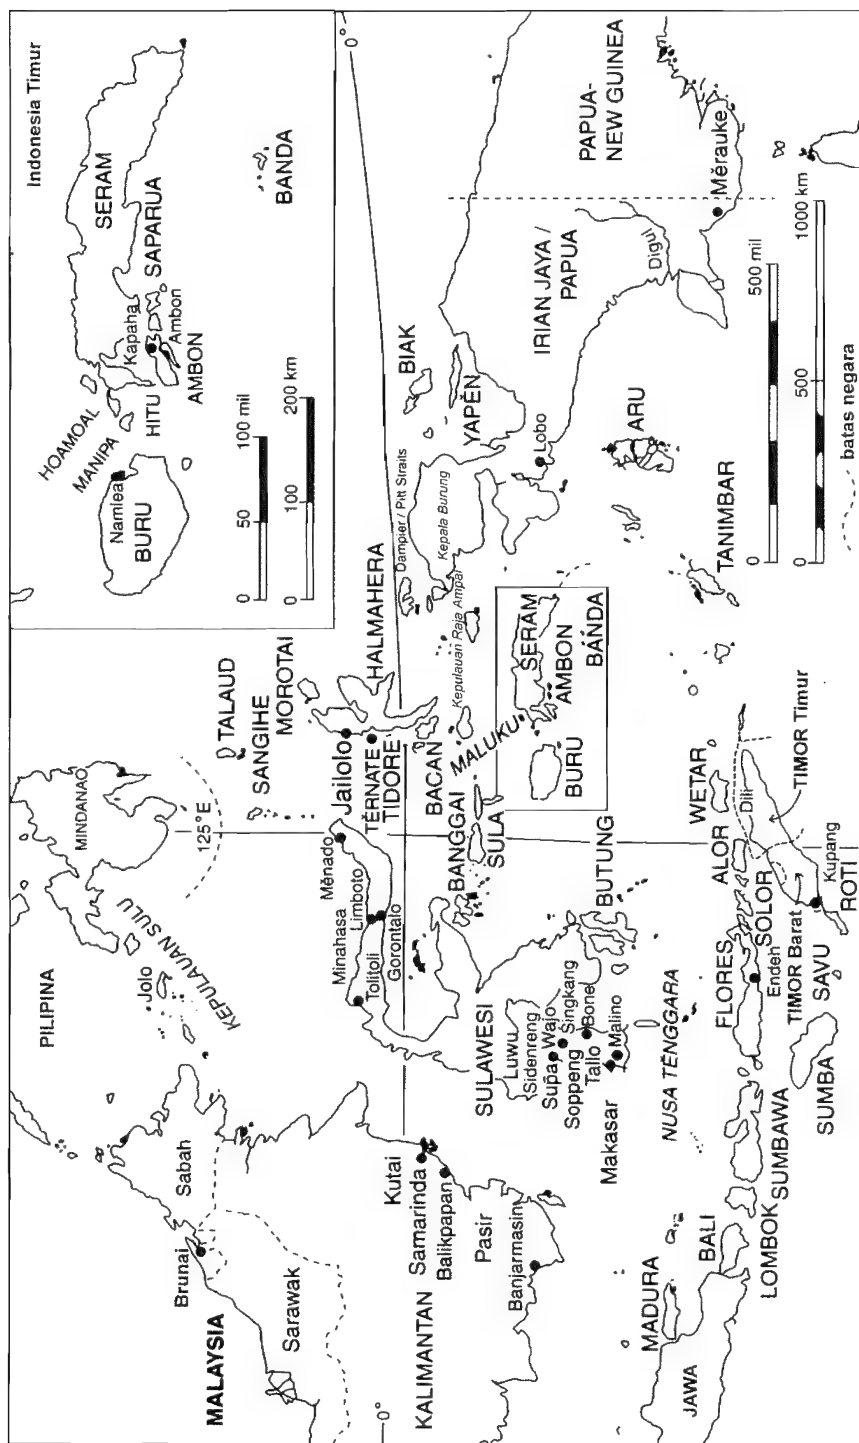 Indonesia Timur
PILIPINA
MINDANAO
TALAUD
SANGIHE
MOROTAI
HOAMOAL
MANIPA
Namlea
BURU
HITU
Kapaha
Ambon
AMBON
SERAM
SAPARUA
BANDA
0 50 100 mil
0 100 200 km
Jolo
KEPULAUAN SULU
125°E
0°
Brunai
Sabah
MALAYSIA
Sarawak
Minahasa
Mĕnado
Limboto
Tolitoli
Gorontalo
Jailolo
TĔRNATE
TIDORE
HALMAHERA
Dampier / Pitt Straits
BIAK
0°
KALIMANTAN
Kutai
Samarinda
Balikpapan
Pasir
Banjarmasin
SULAWESI
Luwu
Sidenreng
Supa
Wajo
Soppeng
Singkang
Bone
Tallo
Malino
Makasar
BACAN
BANGGAI
SULA
MALUKU
Kepulauan Raja Ampat
Kepala Burung
YAPĔN
BURU
SERAM
AMBON
BANDA
Lobo
IRIAN JAYA /
PAPUA
PAPUA-
NEW GUINEA
Digul
Mĕrauke
BUTUNG
ARU
TANIMBAR
NUSA TĔNGGARA
JAWA
MADURA
BALI
LOMBOK
SUMBAWA
SUMBA
FLORES
Endeh
SOLOR
ALOR
WETAR
Dili
TIMOR Timur
TIMOR Barat
Kupang
SAVU
ROTI
0 500 mil
0 500 1000 km
batas negara